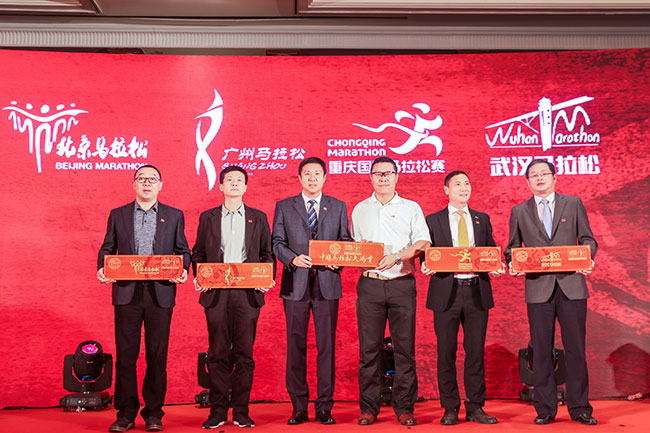 北京马拉松
BEIJING MARATHON
广州马拉松
GUANG ZHOU
CHONGQING
MARATHON
重庆国际马拉松赛
Wuhan Marathon
武汉马拉松
中国马拉松大满贯